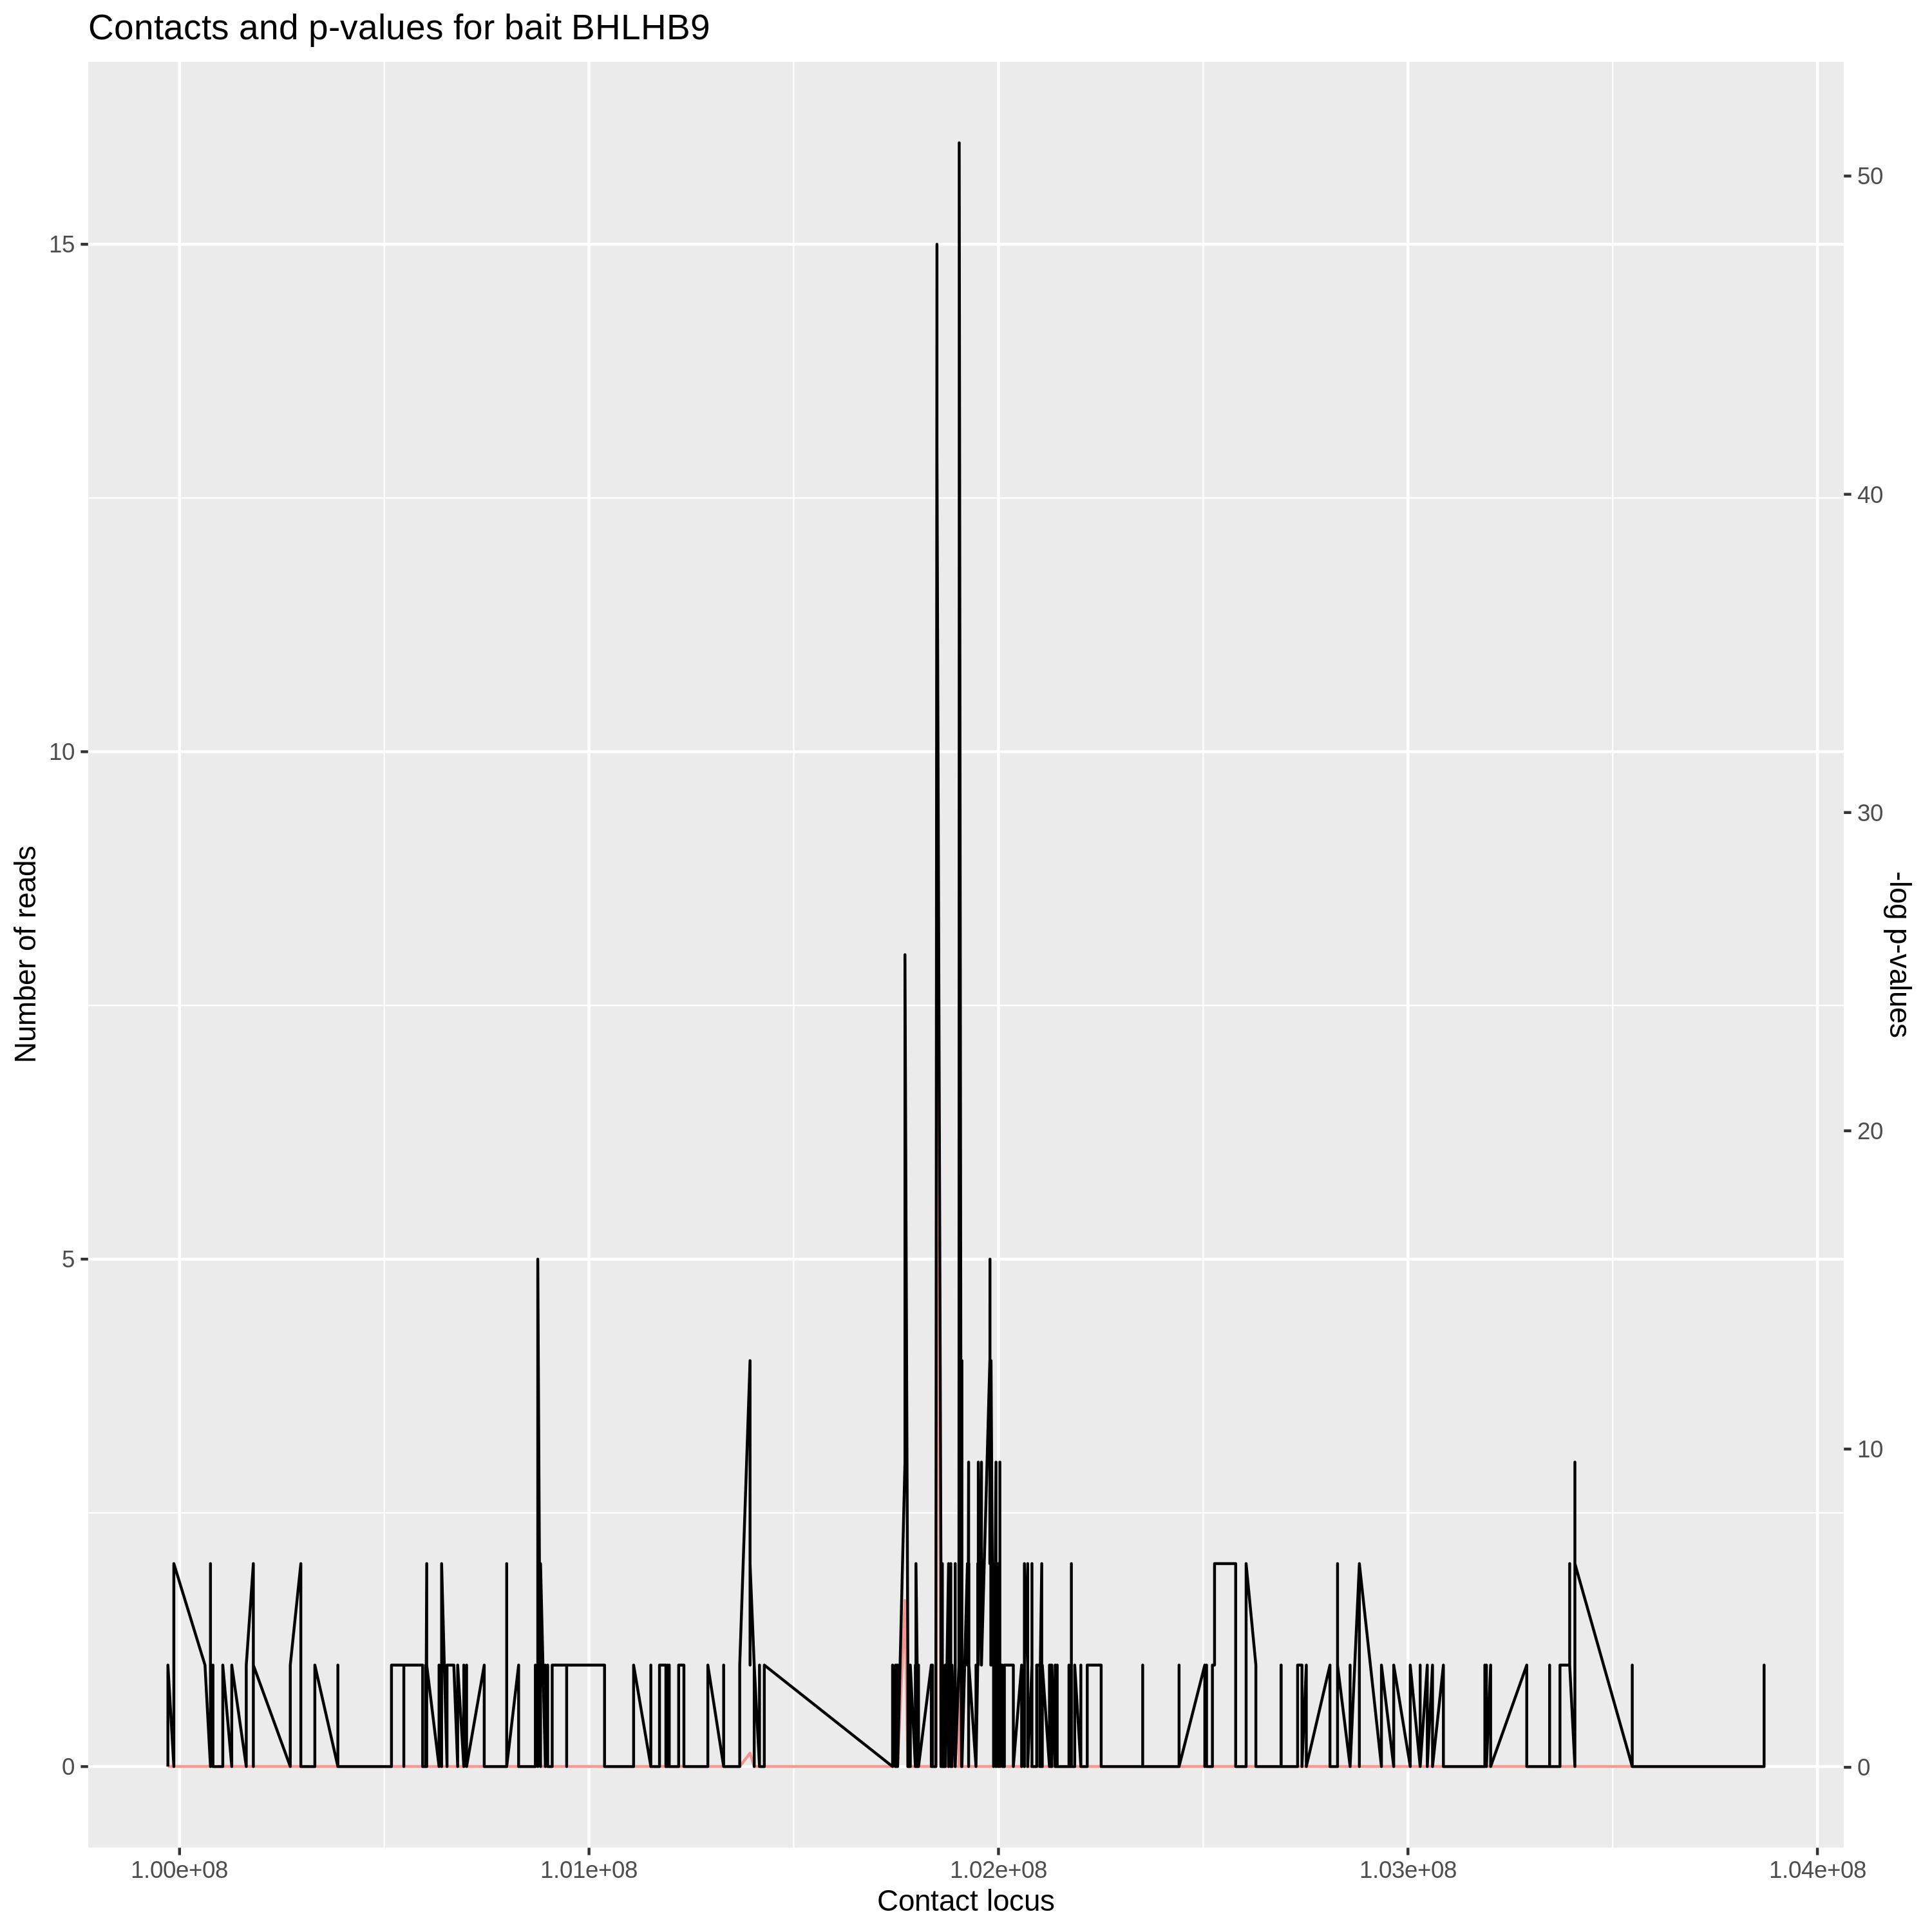 Contacts and p-values for bait BHLHB9
Number of reads
15
10
5
0
50
40
30
20
10
0
-log p-values
1.00e+08
1.01e+08
1.02e+08
1.03e+08
1.04e+08
Contact locus